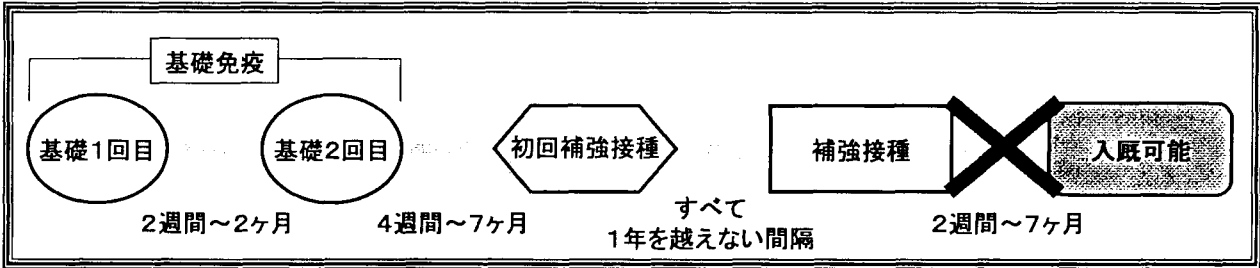 基礎免疫
基礎1回目
基礎2回目
初回補強接種
補強接種
入厩可能
2週間～2ヶ月
4週間～7ヶ月
すべて
1年を越えない間隔
2週間～7ヶ月